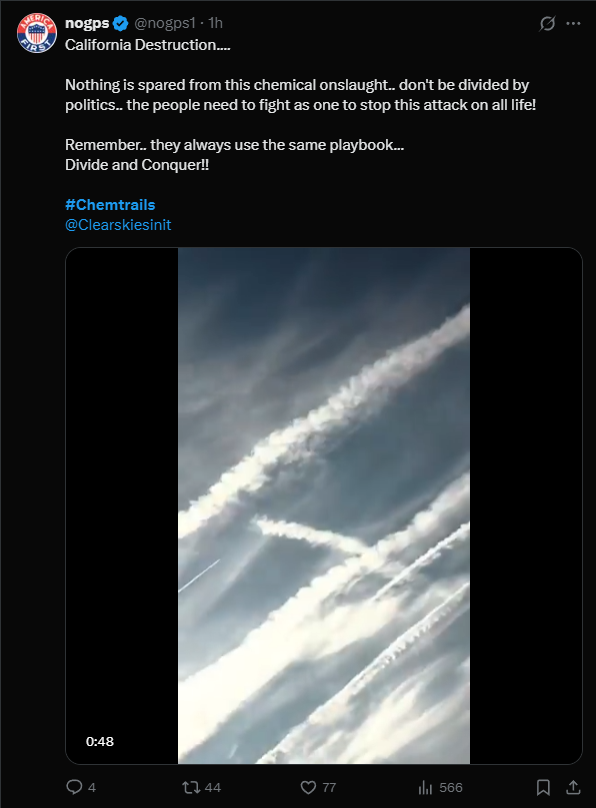 AMERICA
FIRST
nogps @nogps1 · 1h
California Destruction....
Nothing is spared from this chemical onslaught.. don't be divided by
politics.. the people need to fight as one to stop this attack on all life!
Remember.. they always use the same playbook...
Divide and Conquer!!
#Chemtrails
@Clearskiesinit
0:48
4 44 77 566